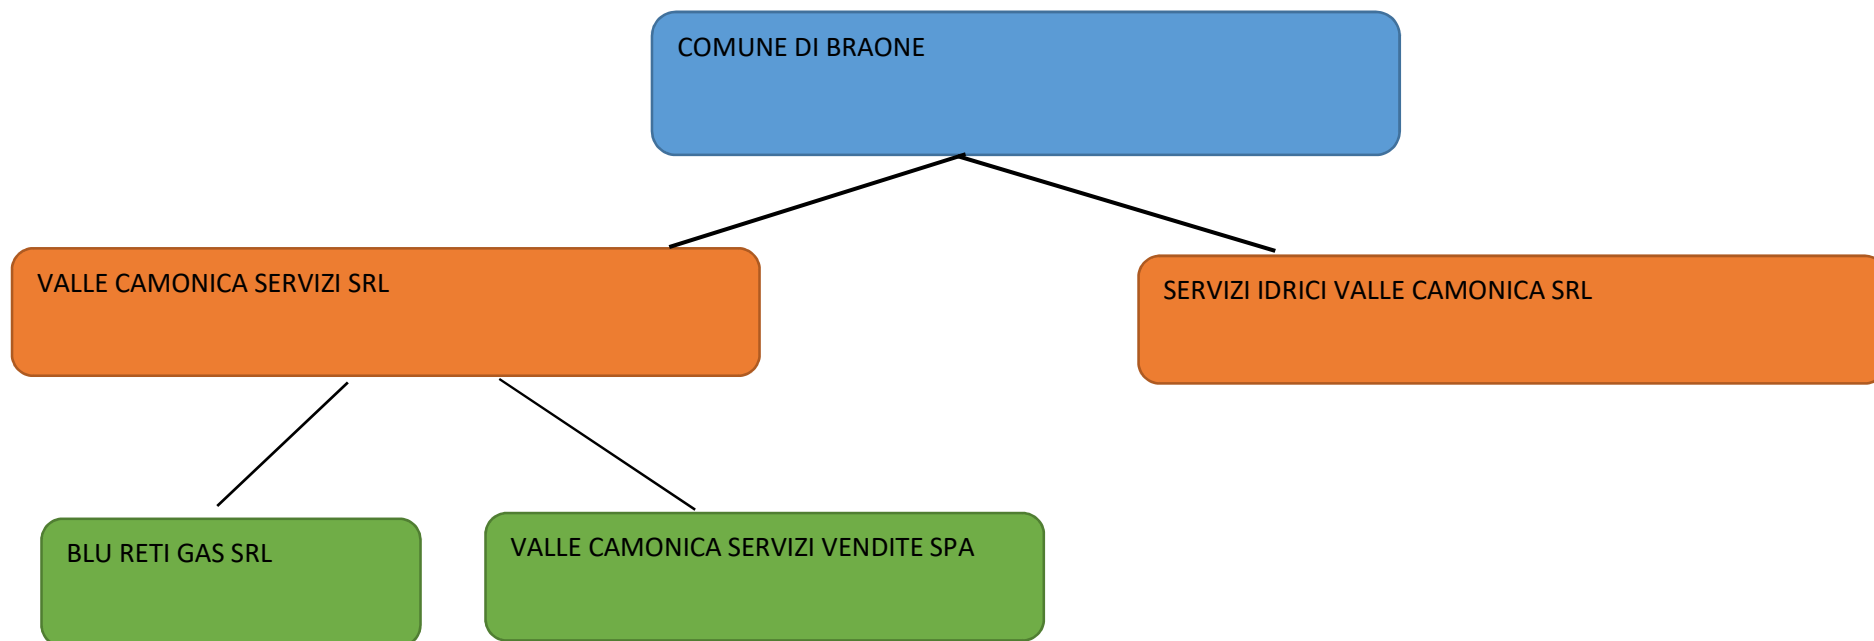 COMUNE DI BRAONE
VALLE CAMONICA SERVIZI SRL
SERVIZI IDRICI VALLE CAMONICA SRL
BLU RETI GAS SRL
VALLE CAMONICA SERVIZI VENDITE SPA